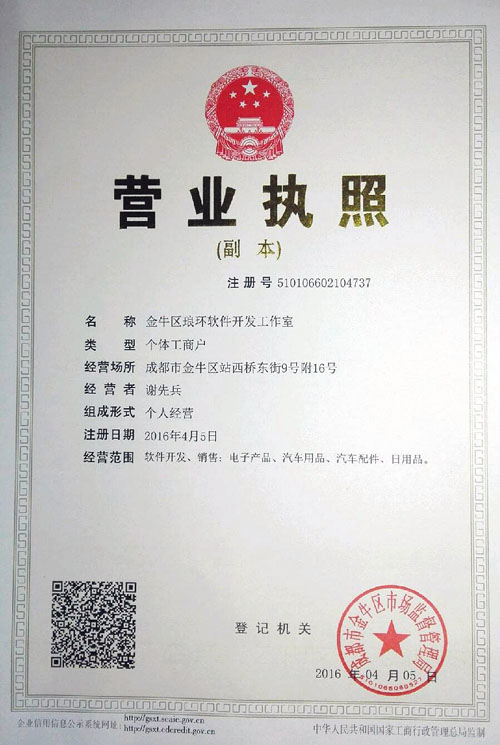 营业执照
(副 本)
注册号 510106602104737
名 称 金牛区琅环软件开发工作室
类 型 个体工商户
经营场所 成都市金牛区站西桥东街9号附16号
经营者 谢先兵
组成形式 个人经营
注册日期 2016年4月5日
经营范围 软件开发、销售：电子产品、汽车用品、汽车配件、日用品。
登记机关
成都市金牛区市场监督管理局
2016 年 04 月 05 日
企业信用信息公示系统网址:
http://gsxt.scaic.gov.cn
http://gsxt.cdcredit.gov.cn
中华人民共和国国家工商行政管理总局监制